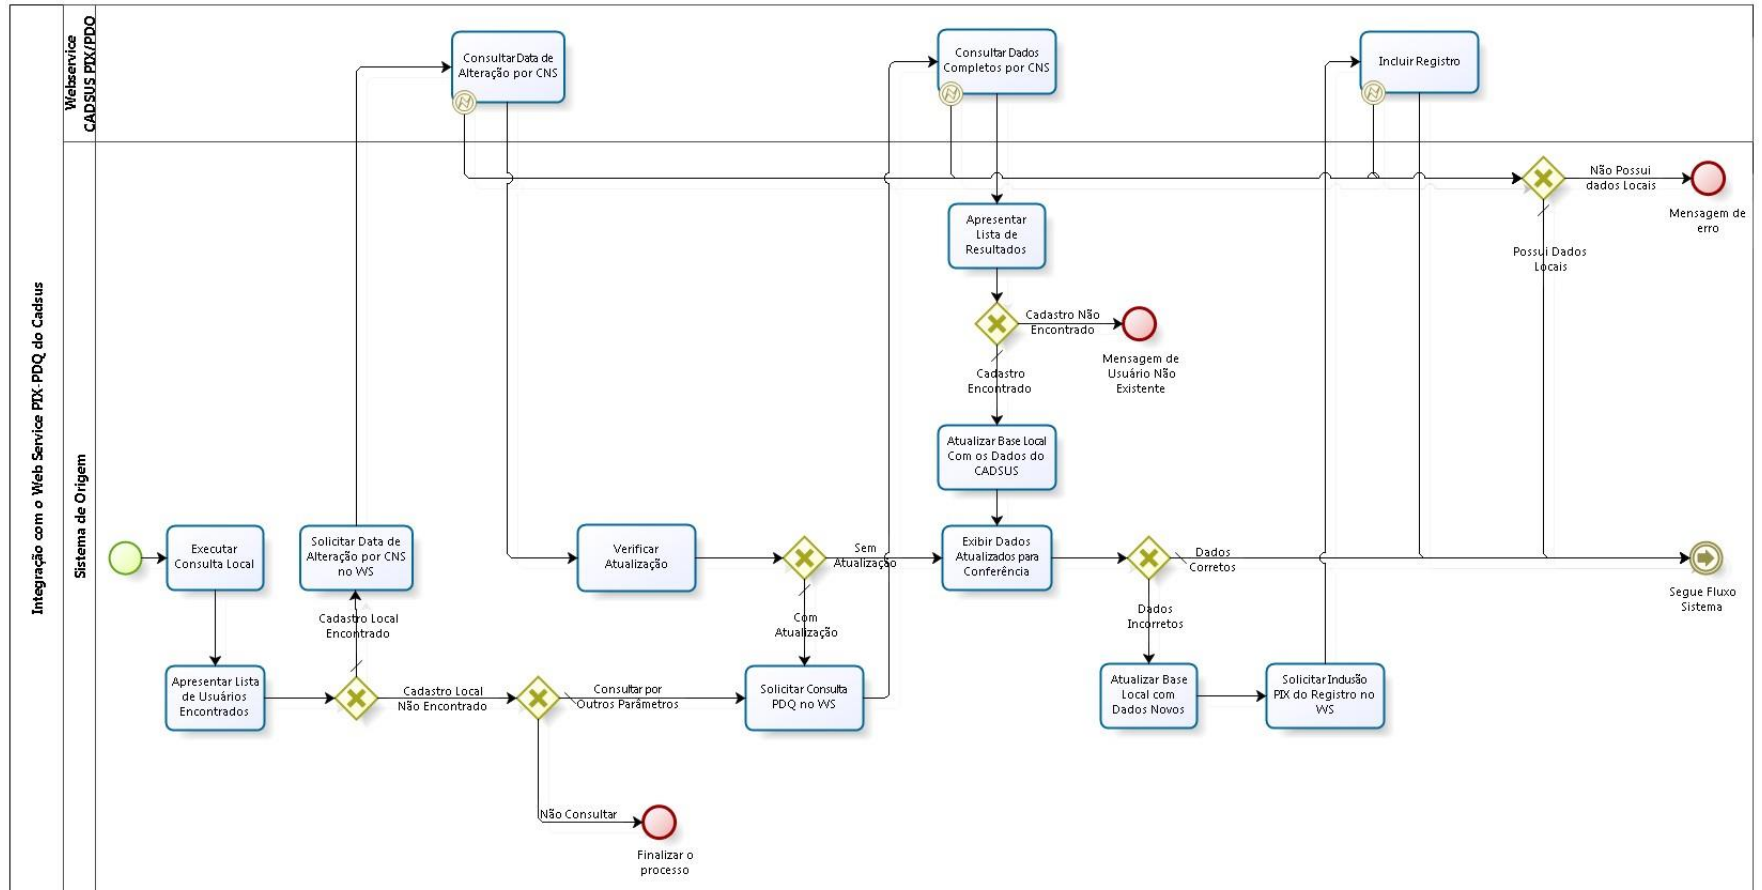 Integração com o Web Service PIX-PDQ do Cadsus
Webservice
CADSUS PIX/PDQ
Consultar Data de
Alteração por CNS
Consultar Dados
Completos por CNS
Incluir Registro
Sistema de Origem
Não Possui
dados Locais
Mensagem de
erro
Possui Dados
Locais
Apresentar
Lista de
Resultados
Cadastro Não
Encontrado
Mensagem de
Usuário Não
Existente
Cadastro
Encontrado
Atualizar Base Local
Com os Dados do
CADSUS
Executar
Consulta Local
Solicitar Data de
Alteração por CNS
no WS
Verificar
Atualização
Sem
Atualização
Exibir Dados
Atualizados para
Conferência
Dados
Corretos
Segue Fluxo
Sistema
Cadastro Local
Encontrado
Com
Atualização
Dados
Incorretos
Apresentar Lista
de Usuários
Encontrados
Cadastro Local
Não Encontrado
Consultar por
Outros Parâmetros
Solicitar Consulta
PDQ no WS
Atualizar Base
Local com
Dados Novos
Solicitar Indusão
PIX do Registro no
WS
Não Consultar
Finalizar o
processo